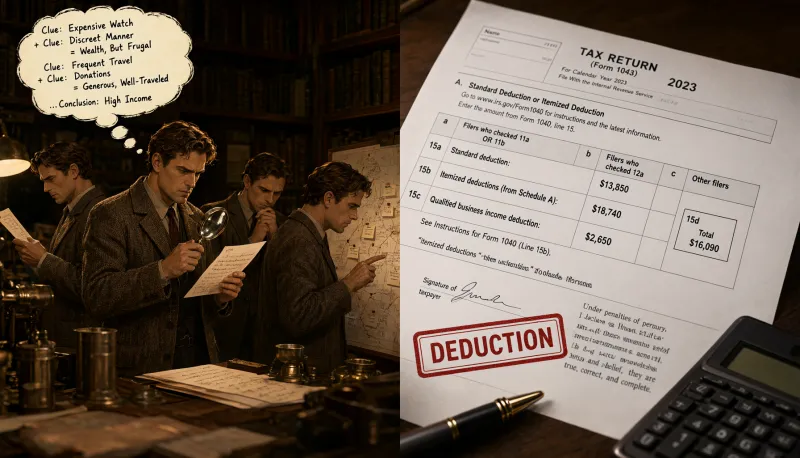 Clue: Expensive Watch
+ Clue: Discreet Manner
= Wealth, But Frugal
Clue: Frequent Travel
+ Clue: Donations
= Generous, Well-Traveled
...Conclusion: High Income
Name
TAX RETURN
(Form 1043)
2023
For Calendar Year 2023
File With the Internal Revenue Service
A. Standard Deduction or Itemized Deduction
Go to www.irs.gov/Form1040 for instructions and the latest information.
Enter the amount from Form 1040, line 15.
a Filers who checked 11a OR 11b b Filers who checked 12a c Other filers
15a Standard deduction: $13,850
15b Itemized deductions (from Schedule A): $18,740
15c Qualified business income deduction: $2,650
15d Total $16,090
See Instructions for Form 1040 (Line 15b).
"Itemized deductions"
Signature of taxpayer
Under penalties of perjury,
and belief, they are
true, correct, and complete.
DEDUCTION